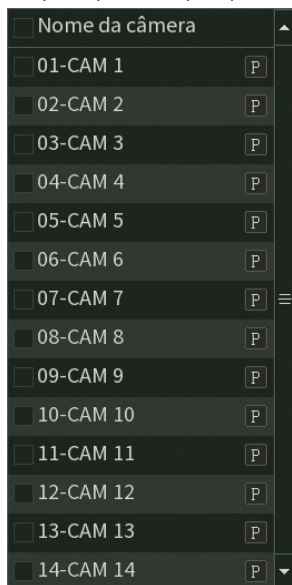 Nome da câmera
01-CAM 1 P
02-CAM 2 P
03-CAM 3 P
04-CAM 4 P
05-CAM 5 P
06-CAM 6 P
07-CAM 7 P
08-CAM 8 P
09-CAM 9 P
10-CAM 10 P
11-CAM 11 P
12-CAM 12 P
13-CAM 13 P
14-CAM 14 P